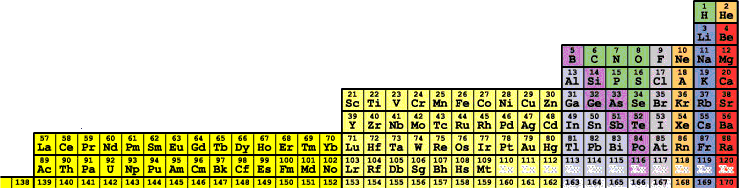 1 2
H He
3 4
Li Be
5 6 7 8 9 10 11 12
B C N O F Ne Na Mg
13 14 15 16 17 18 19 20
Al Si P S Cl A K Ca
21 22 23 24 25 26 27 28 29 30 31 32 33 34 35 36 37 38
Sc Ti V Cr Mn Fe Co Ni Cu Zn Ga Ge As Se Br Kr Rb Sr
39 40 41 42 43 44 45 46 47 48 49 50 51 52 53 54 55 56
Y Zr Nb Mo Tc Ru Rh Pd Ag Cd In Sn Sb Te I Xe Cs Ba
57 58 59 60 61 62 63 64 65 66 67 68 69 70 71 72 73 74 75 76 77 78 79 80 81 82 83 84 85 86 87 88
La Ce Pr Nd Pm Sm Eu Gd Tb Dy Ho Er Tm Yb Lu Hf Ta W Re Os Ir Pt Au Hg Tl Pb Bi Po At Rn Fr Ra
89 90 91 92 93 94 95 96 97 98 99 100 101 102 103 104 105 106 107 108 109 110 111 112 113 114 115 116 117 118 119 120
Ac Th Pa U Np Pu Am Cm Bk Cf Es Fm Md No Lr Rf Db Sg Bh Hs Mt
138 139 140 141 142 143 144 145 146 147 148 149 150 151 152 153 154 155 156 157 158 159 160 161 162 163 164 165 166 167 168 169 170